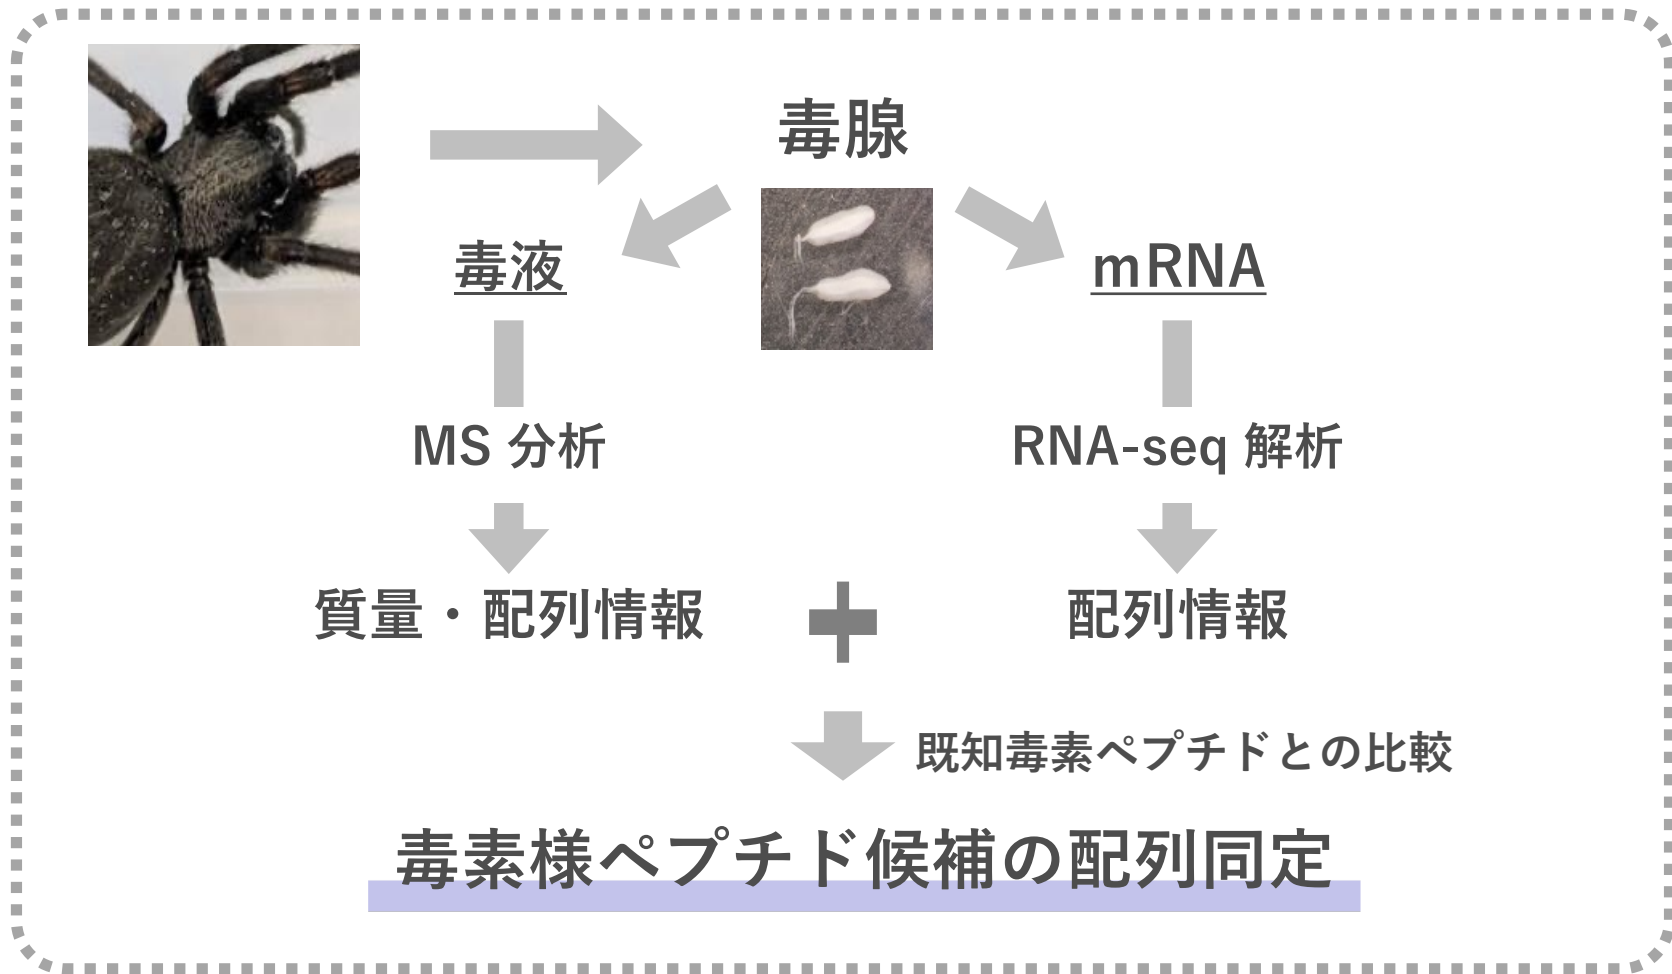 毒腺
毒液
mRNA
MS 分析
RNA-seq 解析
質量・配列情報
+
配列情報
既知毒素ペプチドとの比較
毒素様ペプチド候補の配列同定